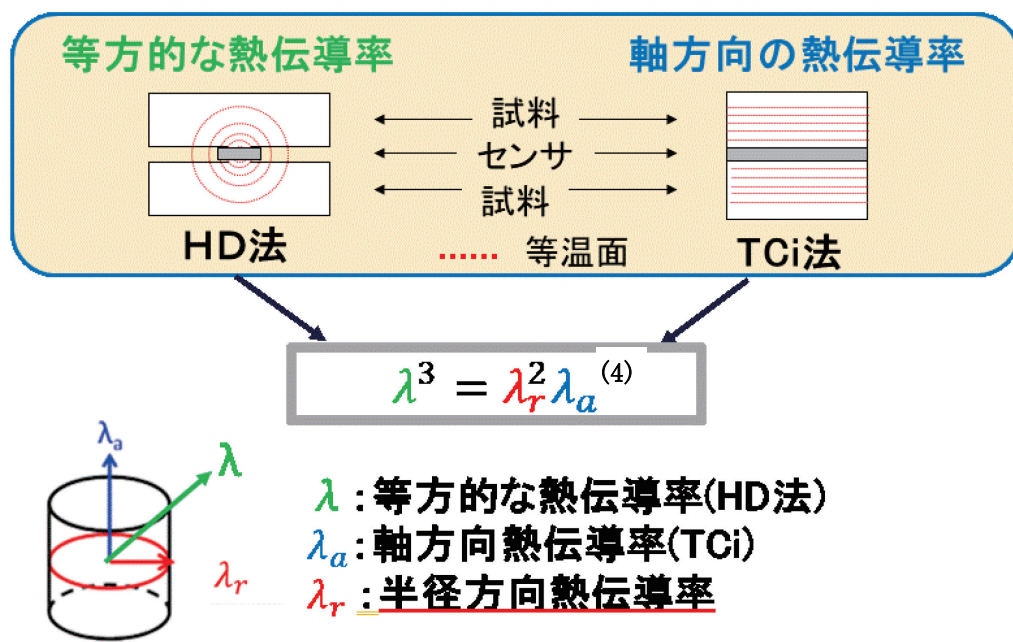 等方的な熱伝導率
軸方向の熱伝導率
試料
センサ
試料
HD法
TCi法
等温面
λ³ = λᵣ²λₐ⁽⁴⁾
λₐ
λ
λᵣ
λ : 等方的な熱伝導率(HD法)
λₐ : 軸方向熱伝導率(TCi)
λᵣ : 半径方向熱伝導率